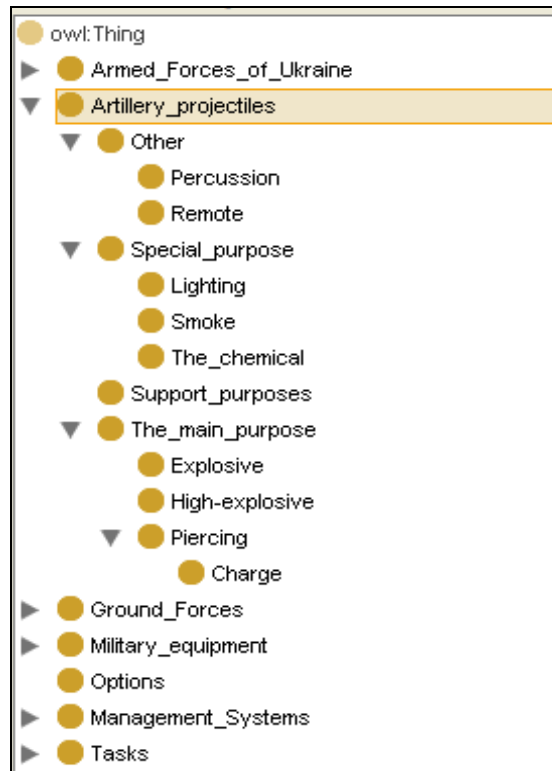 owl:Thing
Armed_Forces_of_Ukraine
Artillery_projectiles
Other
Percussion
Remote
Special_purpose
Lighting
Smoke
The_chemical
Support_purposes
The_main_purpose
Explosive
High-explosive
Piercing
Charge
Ground_Forces
Military_equipment
Options
Management_Systems
Tasks